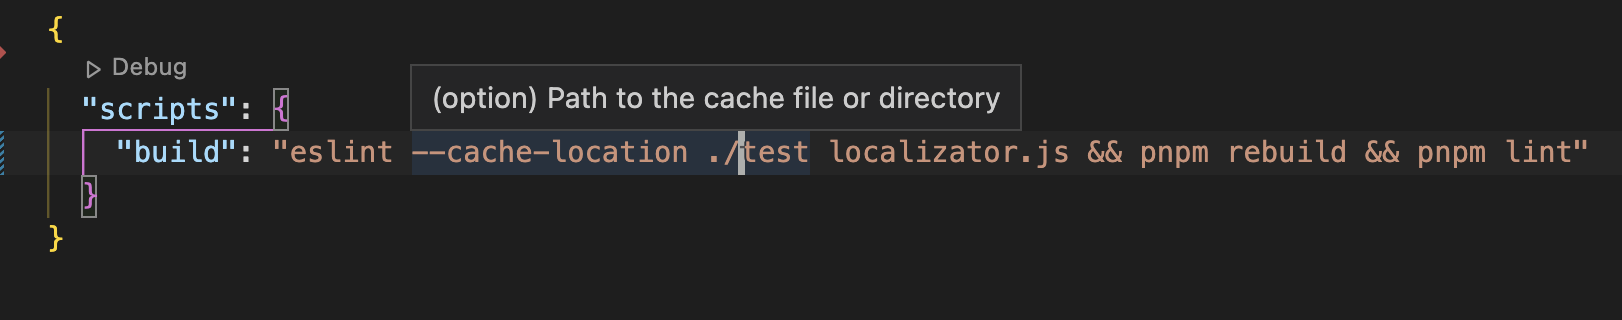 {
Debug
(option) Path to the cache file or directory
"scripts": {
"build": "eslint --cache-location ./test localizator.js && pnpm rebuild && pnpm lint"
}
}